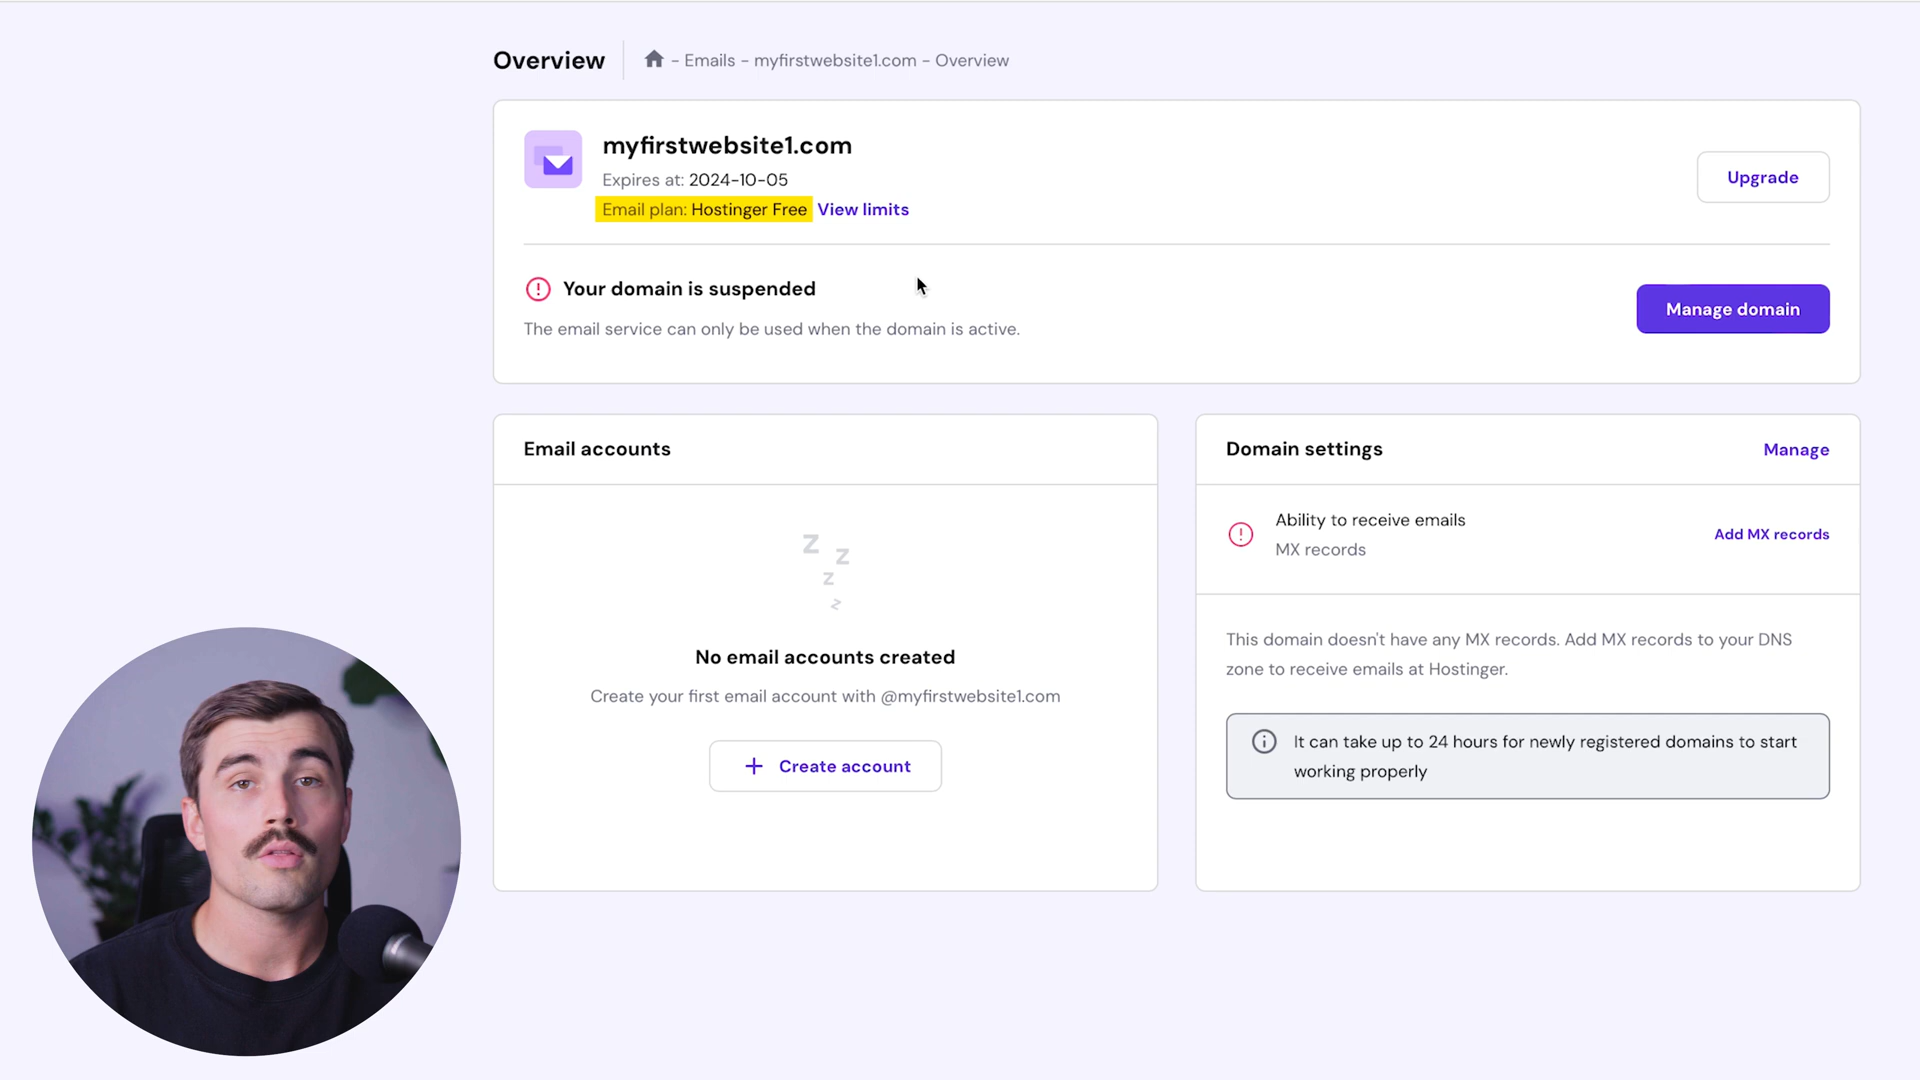 Overview
- Emails - myfirstwebsite1.com - Overview
myfirstwebsite1.com
Expires at: 2024-10-05
Email plan: Hostinger Free View limits
Upgrade
Your domain is suspended
The email service can only be used when the domain is active.
Manage domain
Email accounts
Z
Z
Z
Z
No email accounts created
Create your first email account with @myfirstwebsite1.com
+ Create account
Domain settings
Manage
Ability to receive emails
MX records
Add MX records
This domain doesn't have any MX records. Add MX records to your DNS
zone to receive emails at Hostinger.
It can take up to 24 hours for newly registered domains to start
working properly